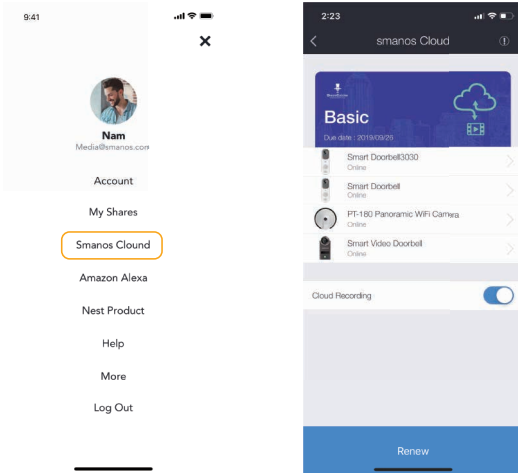 9:41
Nam
Media@smanos.com
Account
My Shares
Smanos Clound
Amazon Alexa
Nest Product
Help
More
Log Out
2:23
smanos Cloud
Basic
Due date : 2019/09/26
Smart Doorbell3030
Online
Smart Doorbell
Online
PT-180 Panoramic WiFi Camera
Online
Smart Video Doorbell
Online
Cloud Recording
Renew